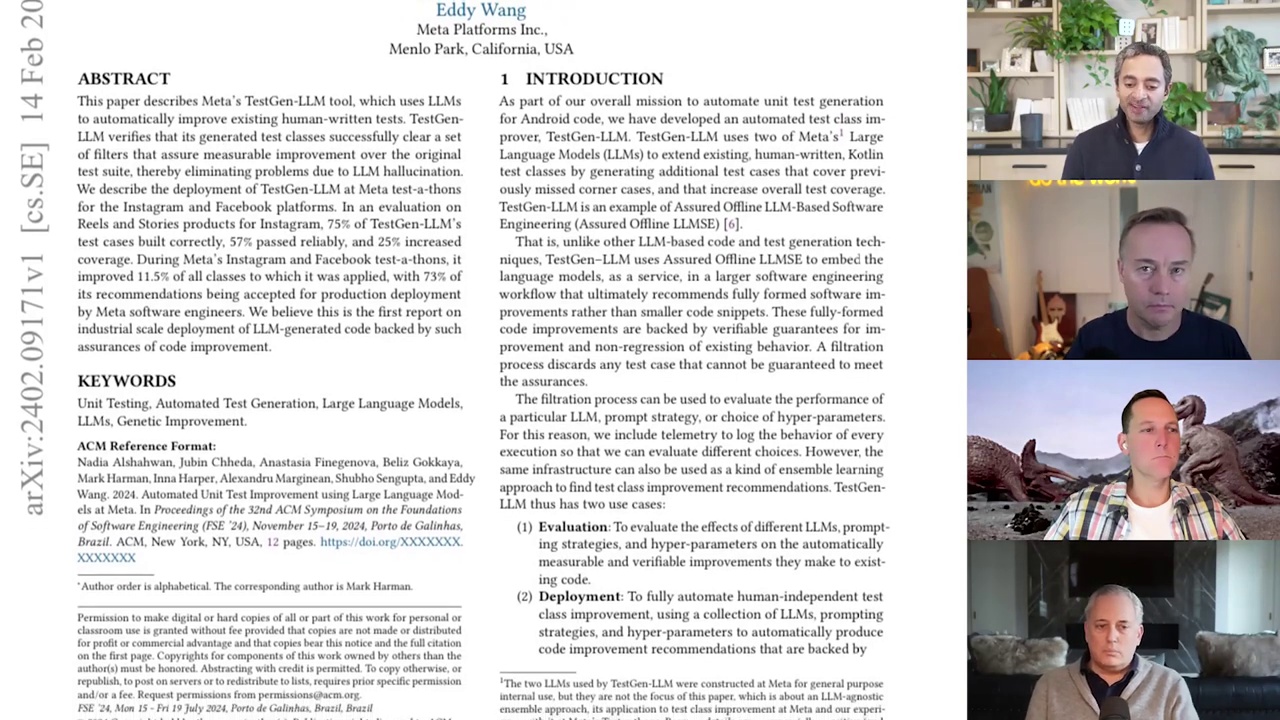 arXiv:2402.09171v1 [cs.SE] 14 Feb 20
Eddy Wang
Meta Platforms Inc.,
Menlo Park, California, USA
ABSTRACT
This paper describes Meta's TestGen-LLM tool, which uses LLMs
to automatically improve existing human-written tests. TestGen-
LLM verifies that its generated test classes successfully clear a set
of filters that assure measurable improvement over the original
test suite, thereby eliminating problems due to LLM hallucination.
We describe the deployment of TestGen-LLM at Meta test-a-thons
for the Instagram and Facebook platforms. In an evaluation on
Reels and Stories products for Instagram, 75% of TestGen-LLM's
test cases built correctly, 57% passed reliably, and 25% increased
coverage. During Meta's Instagram and Facebook test-a-thons, it
improved 11.5% of all classes to which it was applied, with 73% of
its recommendations being accepted for production deployment
by Meta software engineers. We believe this is the first report on
industrial scale deployment of LLM-generated code backed by such
assurances of code improvement.
KEYWORDS
Unit Testing, Automated Test Generation, Large Language Models,
LLMs, Genetic Improvement.
ACM Reference Format:
Nadia Alshahwan, Jubin Chheda, Anastasia Finegenova, Beliz Gokkaya,
Mark Harman, Inna Harper, Alexandru Marginean, Shubho Sengupta, and Eddy
Wang. 2024. Automated Unit Test Improvement using Large Language Mod-
els at Meta. In Proceedings of the 32nd ACM Symposium on the Foundations
of Software Engineering (FSE '24), November 15–19, 2024, Porto de Galinhas,
Brazil. ACM, New York, NY, USA, 12 pages. https://doi.org/XXXXXXX.
XXXXXXX
*Author order is alphabetical. The corresponding author is Mark Harman.
Permission to make digital or hard copies of all or part of this work for personal or
classroom use is granted without fee provided that copies are not made or distributed
for profit or commercial advantage and that copies bear this notice and the full citation
on the first page. Copyrights for components of this work owned by others than the
author(s) must be honored. Abstracting with credit is permitted. To copy otherwise, or
republish, to post on servers or to redistribute to lists, requires prior specific permission
and/or a fee. Request permissions from permissions@acm.org.
FSE '24, Mon 15 - Fri 19 July 2024, Porto de Galinhas, Brazil
1 INTRODUCTION
As part of our overall mission to automate unit test generation
for Android code, we have developed an automated test class im-
prover, TestGen-LLM. TestGen-LLM uses two of Meta's1 Large
Language Models (LLMs) to extend existing, human-written, Kotlin
test classes by generating additional test cases that cover previ-
ously missed corner cases, and that increase overall test coverage.
TestGen-LLM is an example of Assured Offline LLM-Based Software
Engineering (Assured Offline LLMSE) [6].
That is, unlike other LLM-based code and test generation tech-
niques, TestGen–LLM uses Assured Offline LLMSE to embed the
language models, as a service, in a larger software engineering
workflow that ultimately recommends fully formed software im-
provements rather than smaller code snippets. These fully-formed
code improvements are backed by verifiable guarantees for im-
provement and non-regression of existing behavior. A filtration
process discards any test case that cannot be guaranteed to meet
the assurances.
The filtration process can be used to evaluate the performance of
a particular LLM, prompt strategy, or choice of hyper-parameters.
For this reason, we include telemetry to log the behavior of every
execution so that we can evaluate different choices. However, the
same infrastructure can also be used as a kind of ensemble learning
approach to find test class improvement recommendations. TestGen-
LLM thus has two use cases:
(1) Evaluation: To evaluate the effects of different LLMs, prompt-
ing strategies, and hyper-parameters on the automatically
measurable and verifiable improvements they make to exist-
ing code.
(2) Deployment: To fully automate human-independent test
class improvement, using a collection of LLMs, prompting
strategies, and hyper-parameters to automatically produce
code improvement recommendations that are backed by
1The two LLMs used by TestGen-LLM were constructed at Meta for general purpose
internal use, but they are not the focus of this paper, which is about an LLM-agnostic
ensemble approach, its application to test class improvement at Meta and our experi-
do the work